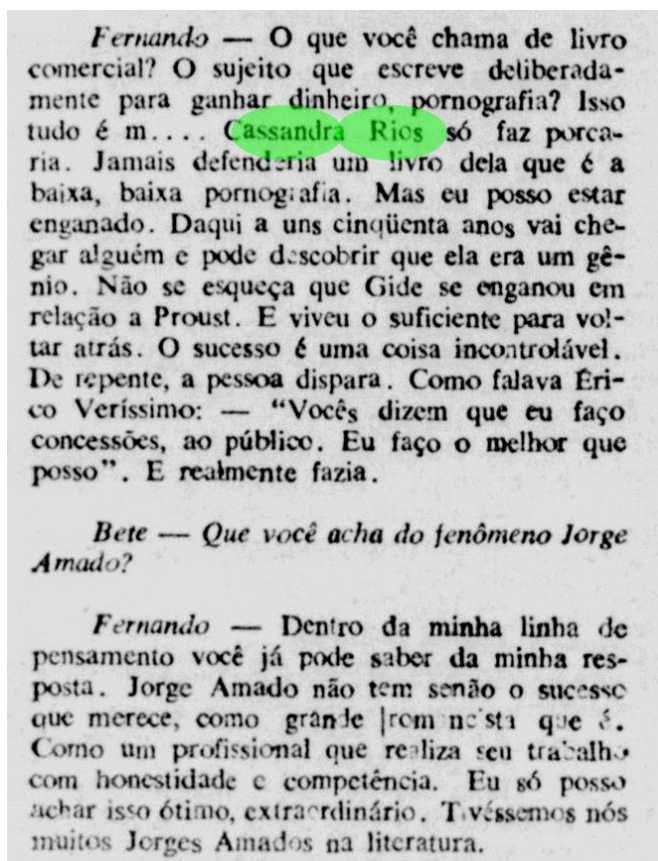 Fernando — O que você chama de livro
comercial? O sujeito que escreve deliberada-
mente para ganhar dinheiro, pornografia? Isso
tudo é m.... Cassandra Rios só faz porca-
ria. Jamais defenderia um livro dela que é a
baixa, baixa pornografia. Mas eu posso estar
enganado. Daqui a uns cinqüenta anos vai che-
gar alguém e pode descobrir que ela era um gê-
nio. Não se esqueça que Gide se enganou em
relação a Proust. E viveu o suficiente para vol-
tar atrás. O sucesso é uma coisa incontrolável.
De repente, a pessoa dispara. Como falava Éri-
co Veríssimo: — “Vocês dizem que eu faço
concessões, ao público. Eu faço o melhor que
posso”. E realmente fazia.
Bete — Que você acha do fenômeno Jorge
Amado?
Fernando — Dentro da minha linha de
pensamento você já pode saber da minha res-
posta. Jorge Amado não tem senão o sucesso
que merece, como grande que é.
Como um profissional que realiza seu trabalho
com honestidade e competência. Eu só posso
achar isso ótimo, extraordinário. Tivéssemos nós
muitos Jorges Amados na literatura.